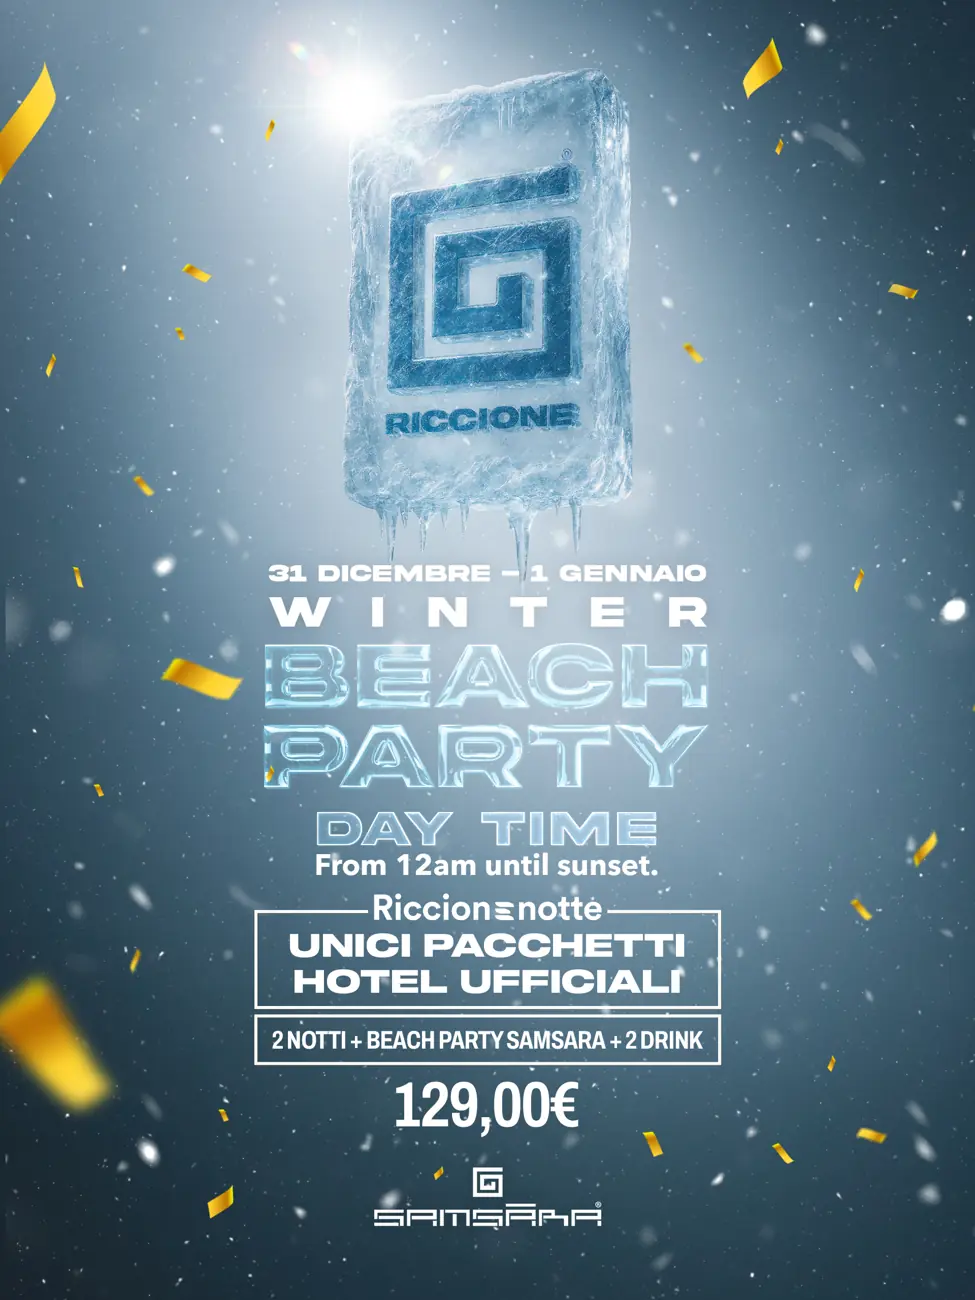 RICCIONE
31 DICEMBRE - 1 GENNAIO
WINTER
BEACH
PARTY
DAY TIME
From 12am until sunset.
Riccionenotte
UNICI PACCHETTI
HOTEL UFFICIALI
2 NOTTI + BEACH PARTY SAMSARA + 2 DRINK
129,00€
SAMSĀRA®